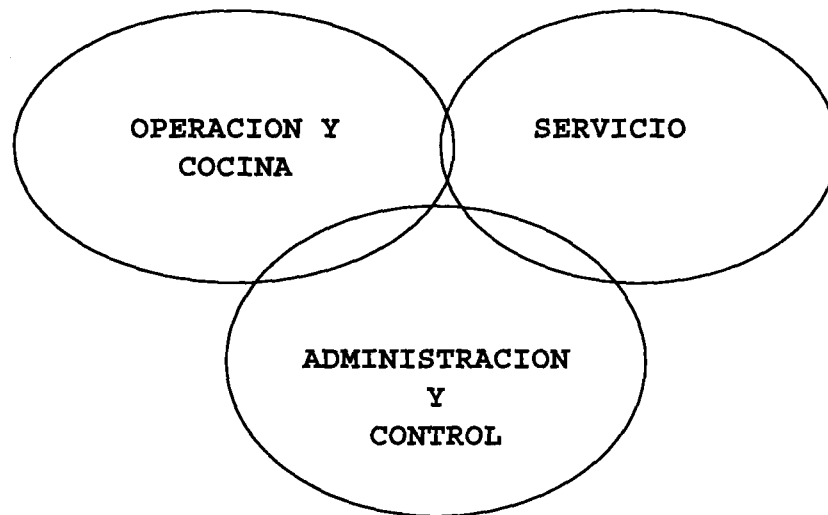 OPERACION Y
COCINA
SERVICIO
ADMINISTRACION
Y
CONTROL